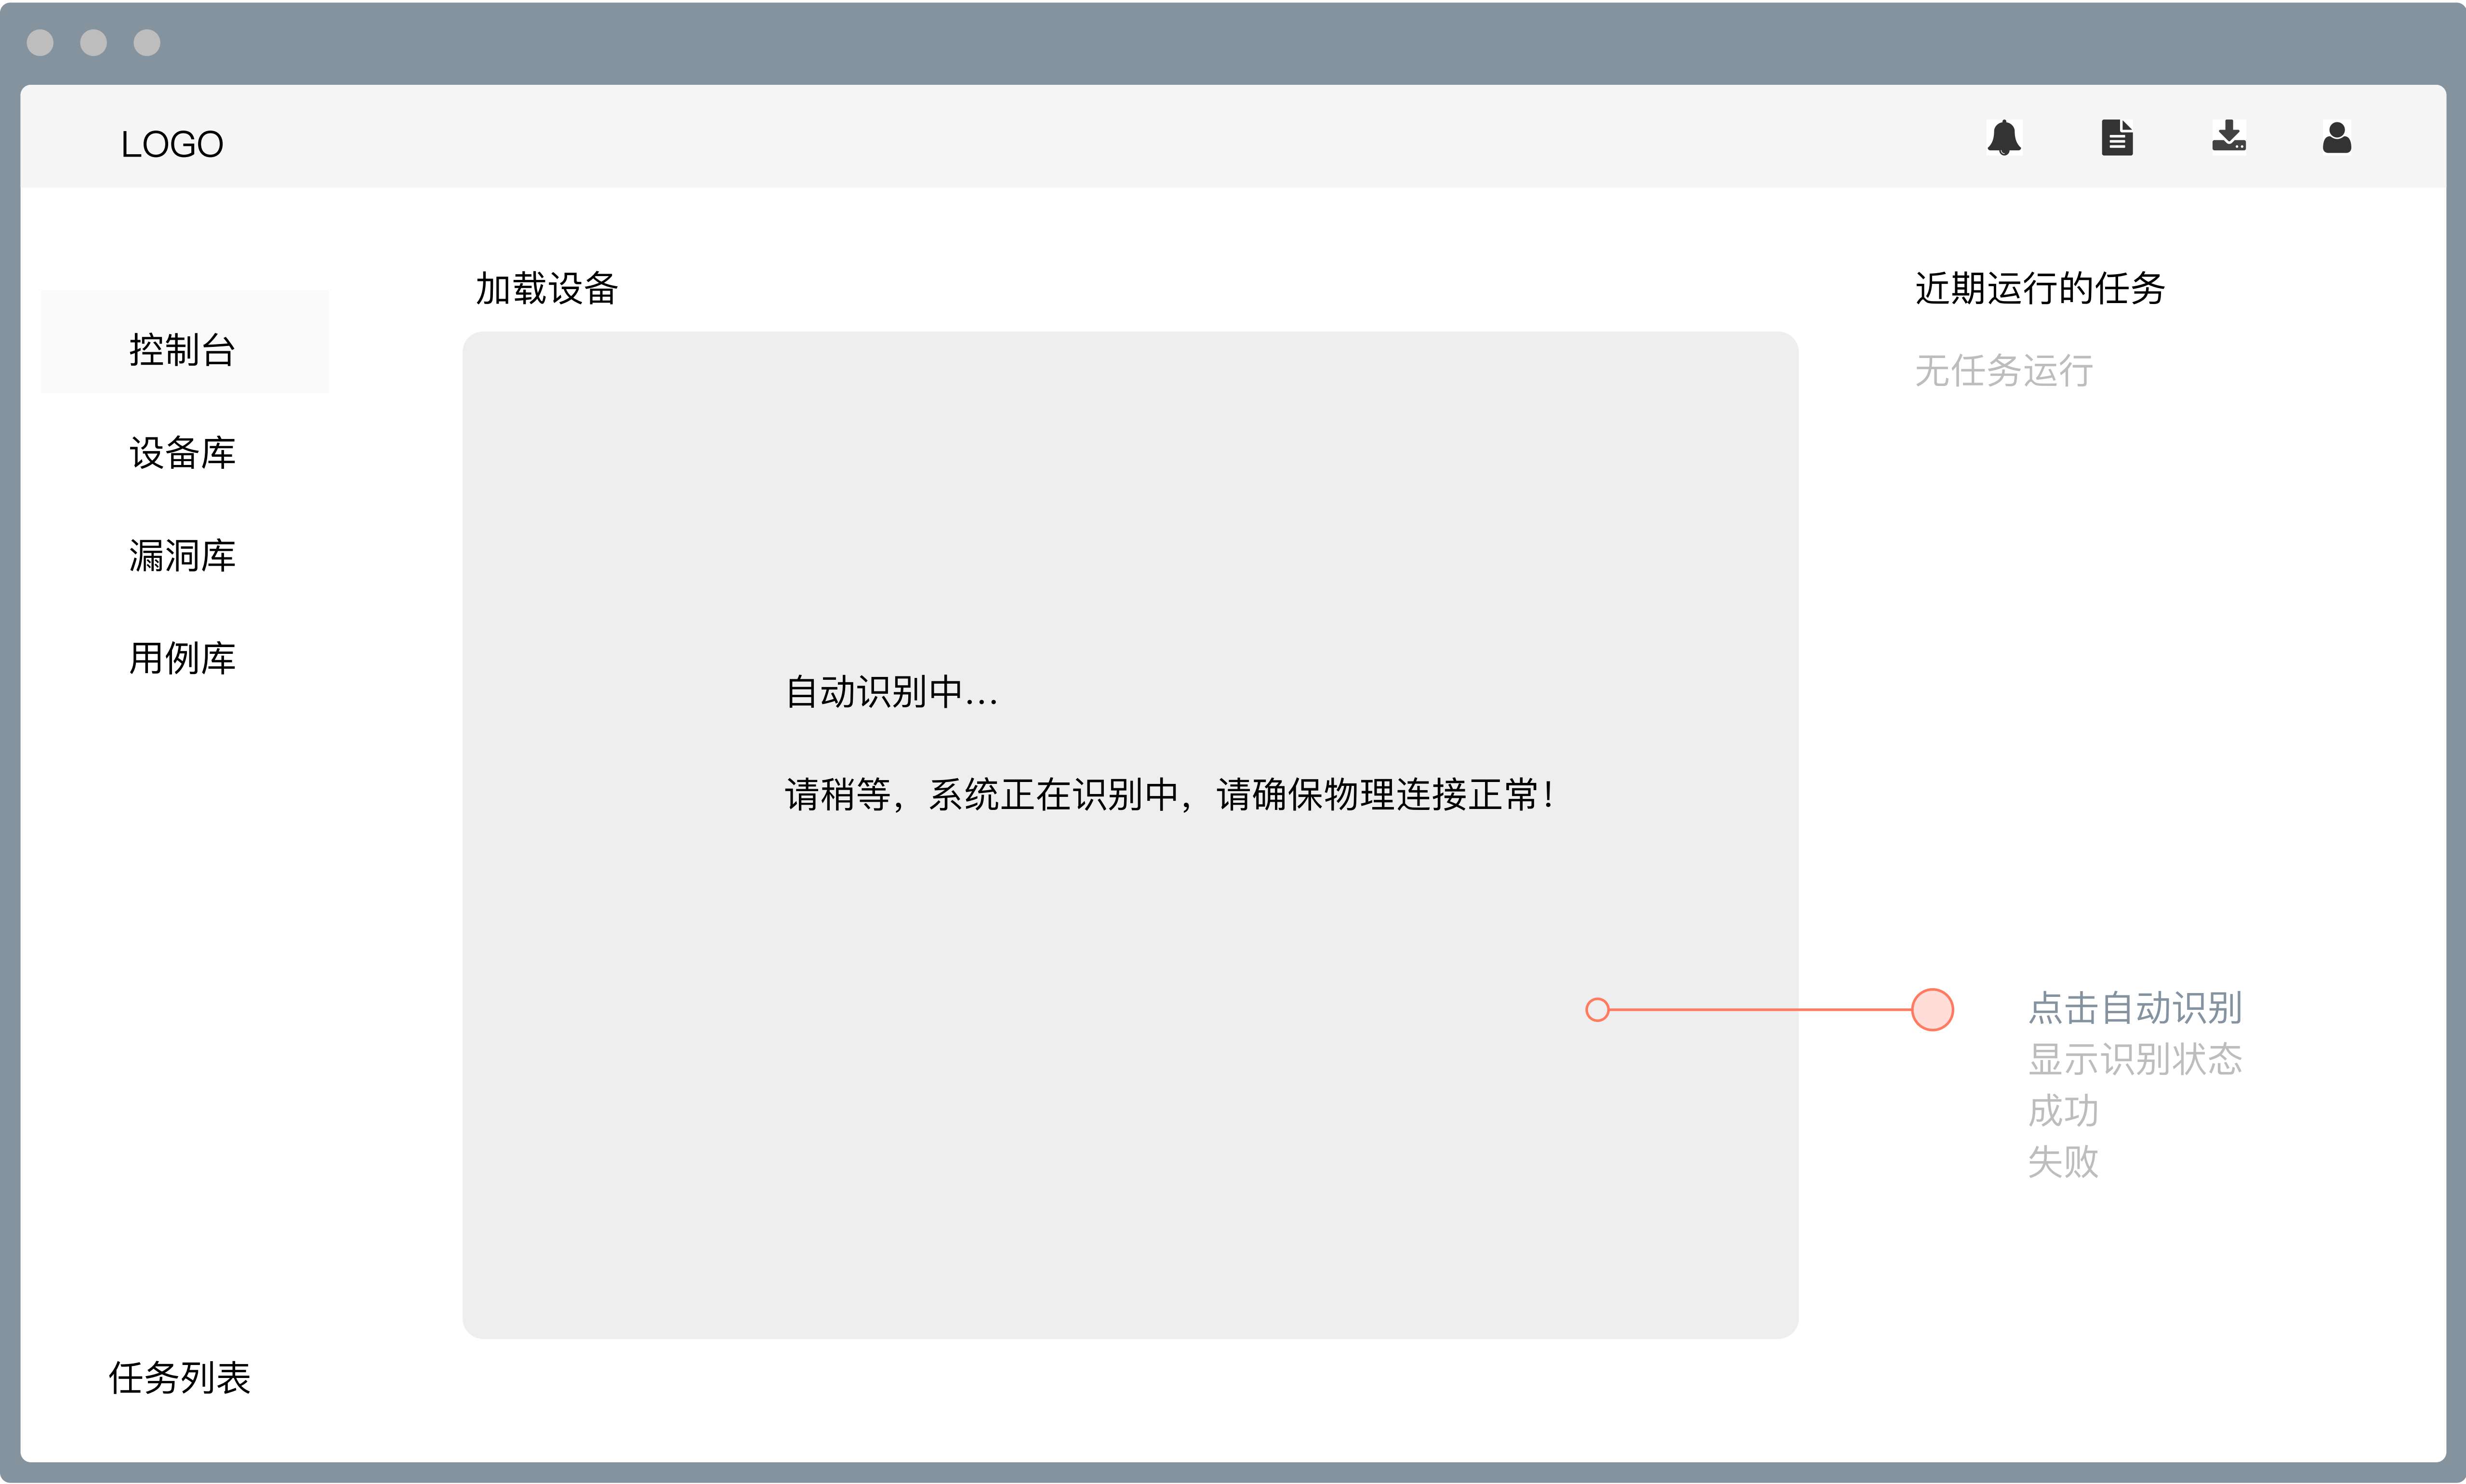 LOGO
控制台
设备库
漏洞库
用例库
任务列表
加载设备
自动识别中...
请稍等，系统正在识别中，请确保物理连接正常！
近期运行的任务
无任务运行
点击自动识别
显示识别状态
成功
失败